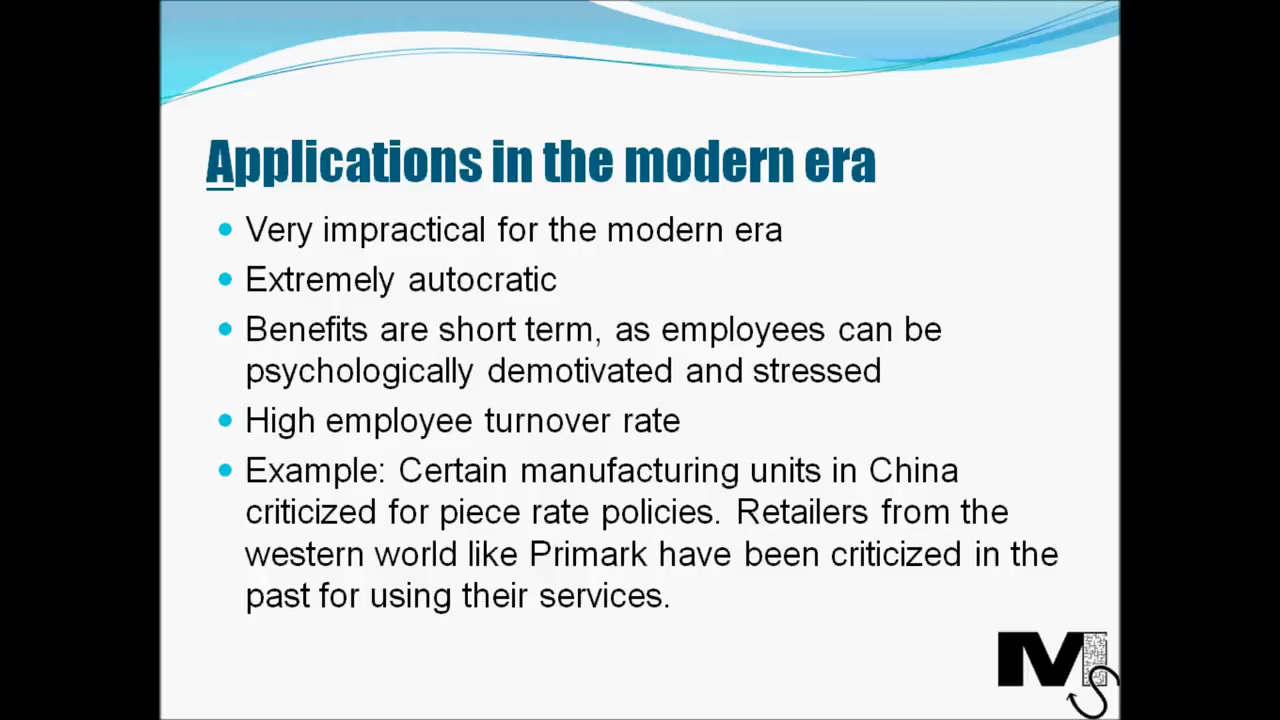 Applications in the modern era
Very impractical for the modern era
Extremely autocratic
Benefits are short term, as employees can be
psychologically demotivated and stressed
High employee turnover rate
Example: Certain manufacturing units in China
criticized for piece rate policies. Retailers from the
western world like Primark have been criticized in the
past for using their services.
MS